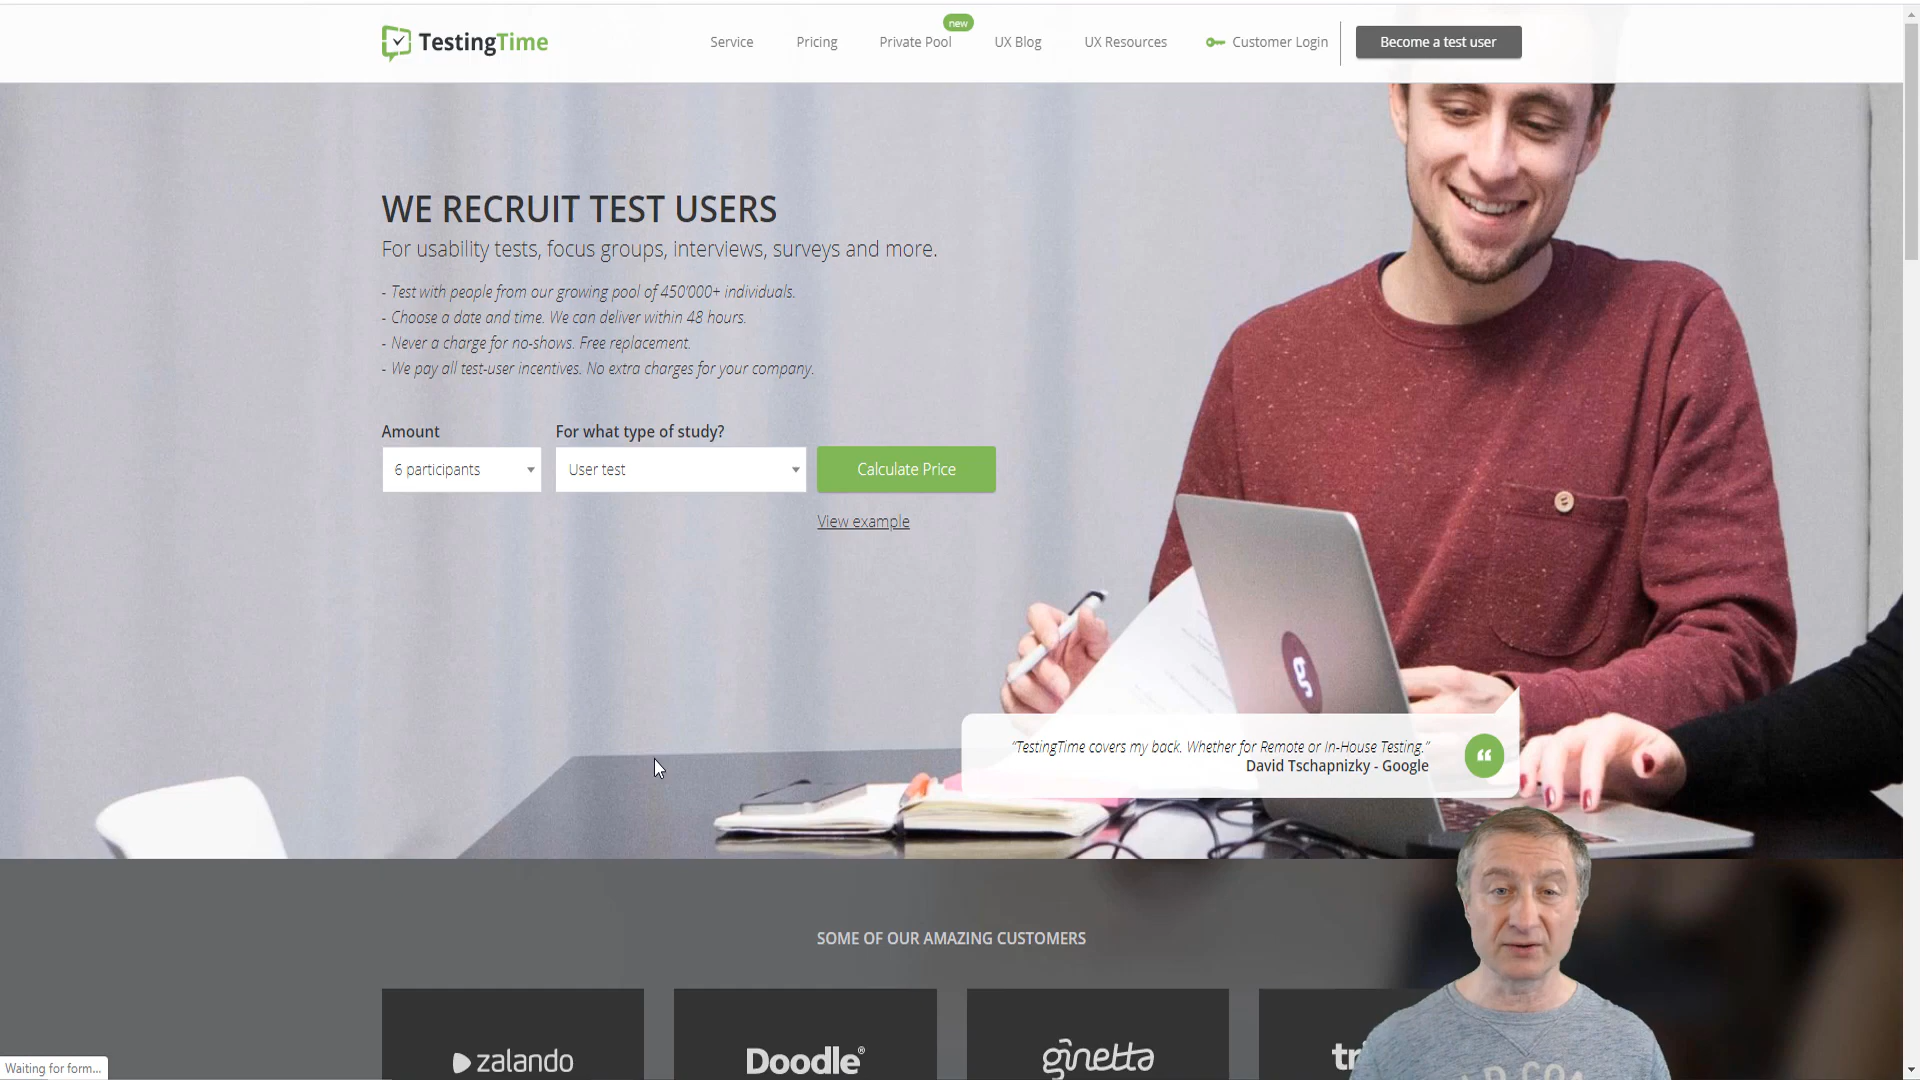 TestingTime
Service
Pricing
new
Private Pool
UX Blog
UX Resources
Customer Login
Become a test user
WE RECRUIT TEST USERS
For usability tests, focus groups, interviews, surveys and more.
- Test with people from our growing pool of 450'000+ individuals.
- Choose a date and time. We can deliver within 48 hours.
- Never a charge for no-shows. Free replacement.
- We pay all test-user incentives. No extra charges for your company.
Amount
For what type of study?
6 participants
User test
Calculate Price
View example
"TestingTime covers my back. Whether for Remote or In-House Testing."
David Tschapnizky - Google
SOME OF OUR AMAZING CUSTOMERS
zalando
Doodle®
ginetta
Waiting for form...